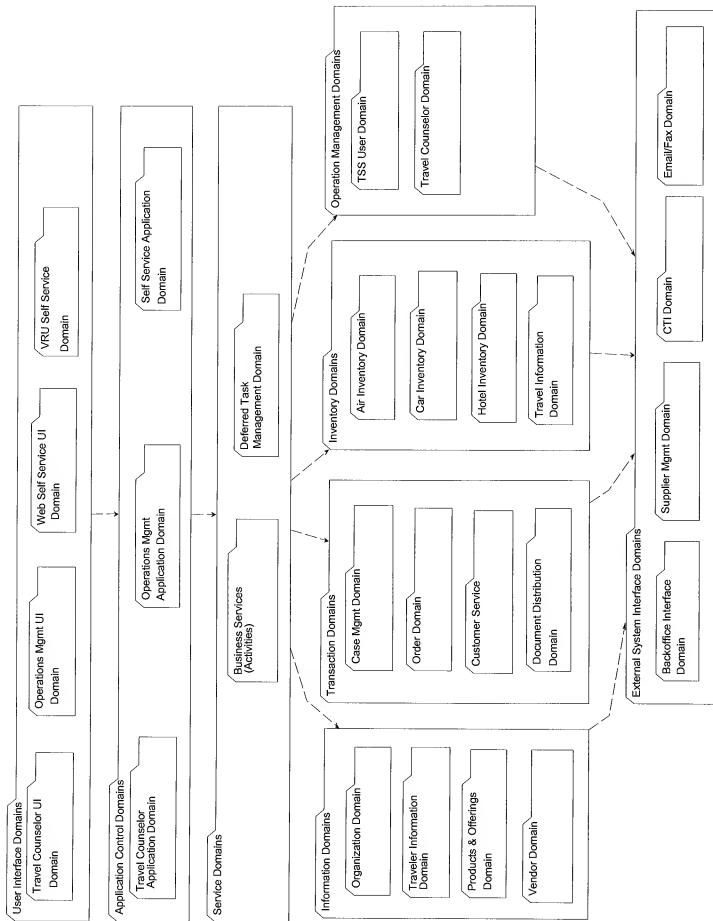 User Interface Domains
Travel Counselor UI
Domain
Operations Mgmt UI
Domain
Web Self Service UI
Domain
VRU Self Service
Domain
Application Control Domains
Travel Counselor
Application Domain
Operations Mgmt
Application Domain
Self Service Application
Domain
Service Domains
Business Services
(Activities)
Deferred Task
Management Domain
Information Domains
Organization Domain
Traveler Information
Domain
Products & Offerings
Domain
Vendor Domain
Transaction Domains
Case Mgmt Domain
Order Domain
Customer Service
Document Distribution
Domain
Inventory Domains
Air Inventory Domain
Car Inventory Domain
Hotel Inventory Domain
Travel Information
Domain
Operation Management Domains
TSS User Domain
Travel Counselor Domain
External System Interface Domains
Backoffice Interface
Domain
Supplier Mgmt Domain
CTI Domain
Email/Fax Domain